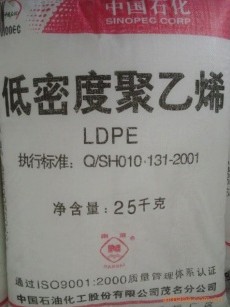 中国石化
SINOPEC CORP
低密度聚乙烯
LDPE
执行标准：Q/SH010·131-2001
净含量：25千克
通过ISO9001:2000质量管理体系认证
中国石油化工股份有限公司茂名分公司